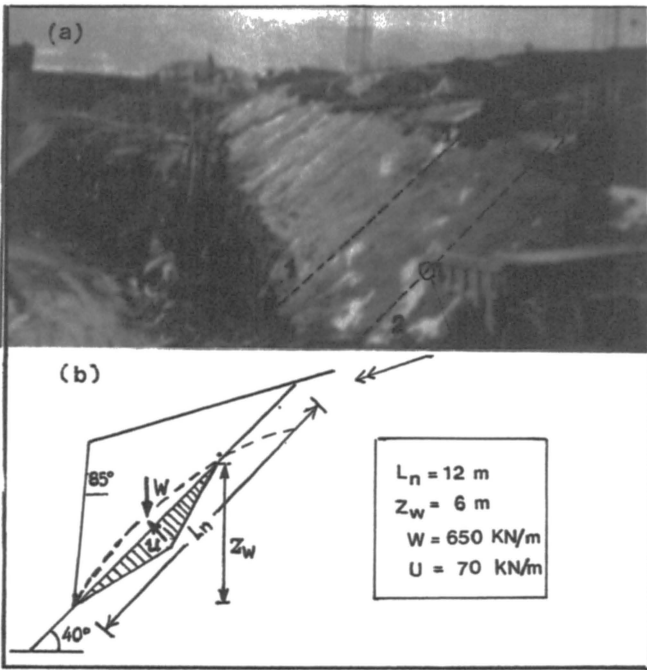 (a)
1
2
(b)
85°
W
U
Ln
Zw
40°
Ln = 12 m
Zw = 6 m
W = 650 KN/m
U = 70 KN/m